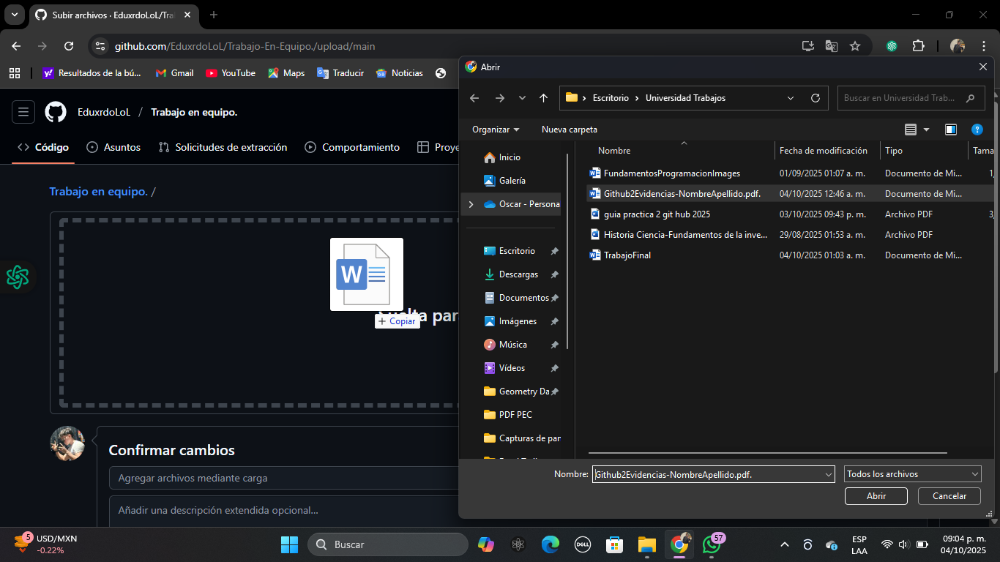 Subir archivos · EduxrdoLoL/Tra
github.com/EduxrdoLoL/Trabajo-En-Equipo./upload/main
Resultados de la bú...
Gmail
YouTube
Maps
Traducir
Noticias
EduxrdoLoL / Trabajo en equipo.
Código
Asuntos
Solicitudes de extracción
Comportamiento
Proye
Trabajo en equipo. /
W
+ Copiar
Suelta par
Confirmar cambios
Agregar archivos mediante carga
Añadir una descripción extendida opcional...
Abrir
Escritorio > Universidad Trabajos
Buscar en Universidad Trab...
Organizar
Nueva carpeta
Inicio
Galería
Oscar - Persona
Escritorio
Descargas
Documentos
Imágenes
Música
Vídeos
Geometry Da
PDF PEC
Capturas de par
Nombre Fecha de modificación Tipo Tama
FundamentosProgramacionImages 01/09/2025 01:07 a. m. Documento de Mi... 1,
Github2Evidencias-NombreApellido.pdf. 04/10/2025 12:46 a. m. Documento de Mi...
guia practica 2 git hub 2025 03/10/2025 09:43 p. m. Archivo PDF 3,
Historia Ciencia-Fundamentos de la inve... 29/08/2025 01:53 a. m. Archivo PDF
TrabajoFinal 04/10/2025 01:03 a. m. Documento de Mi...
Nombre: Github2Evidencias-NombreApellido.pdf. Todos los archivos
Abrir Cancelar
5
USD/MXN
-0.22%
Buscar
DELL
57
ESP
LAA
09:04 p. m.
04/10/2025